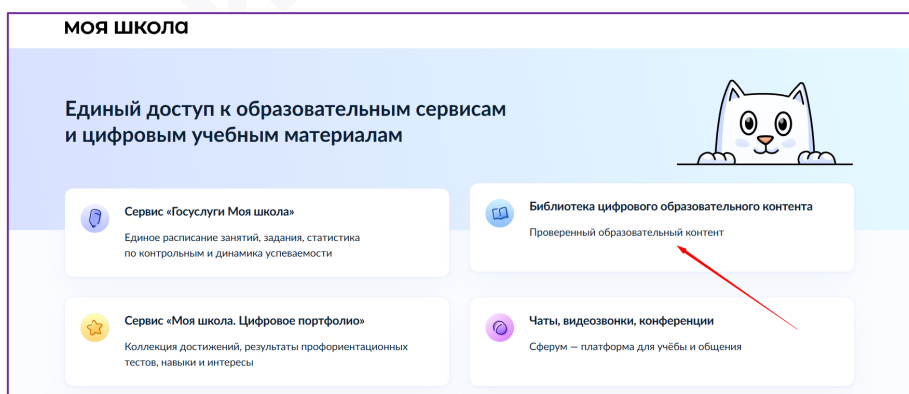 моя школа
Единый доступ к образовательным сервисам
и цифровым учебным материалам
Сервис «Госуслуги Моя школа»
Единое расписание занятий, задания, статистика
по контрольным и динамика успеваемости
Библиотека цифрового образовательного контента
Проверенный образовательный контент
Сервис «Моя школа. Цифровое портфолио»
Коллекция достижений, результаты профориентационных
тестов, навыки и интересы
Чаты, видеозвонки, конференции
Сферум — платформа для учёбы и общения